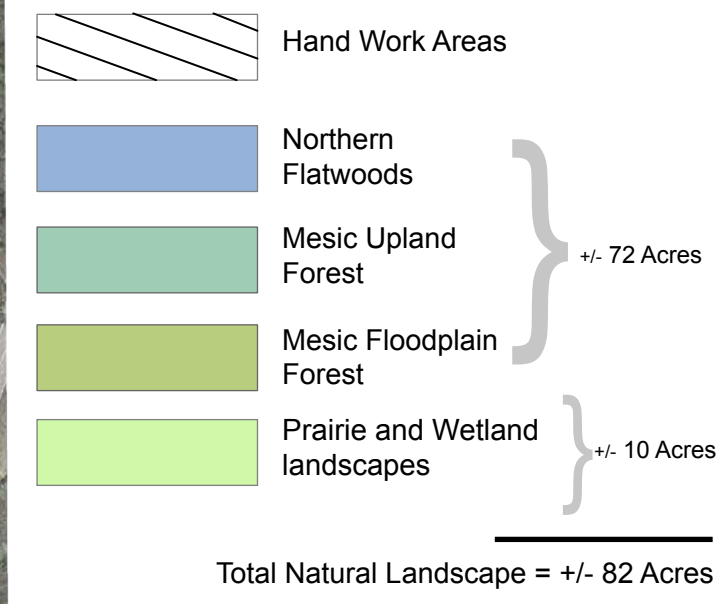 Hand Work Areas
Northern
Flatwoods
Mesic Upland
Forest
+/- 72 Acres
Mesic Floodplain
Forest
Prairie and Wetland
landscapes
+/- 10 Acres
Total Natural Landscape = +/- 82 Acres